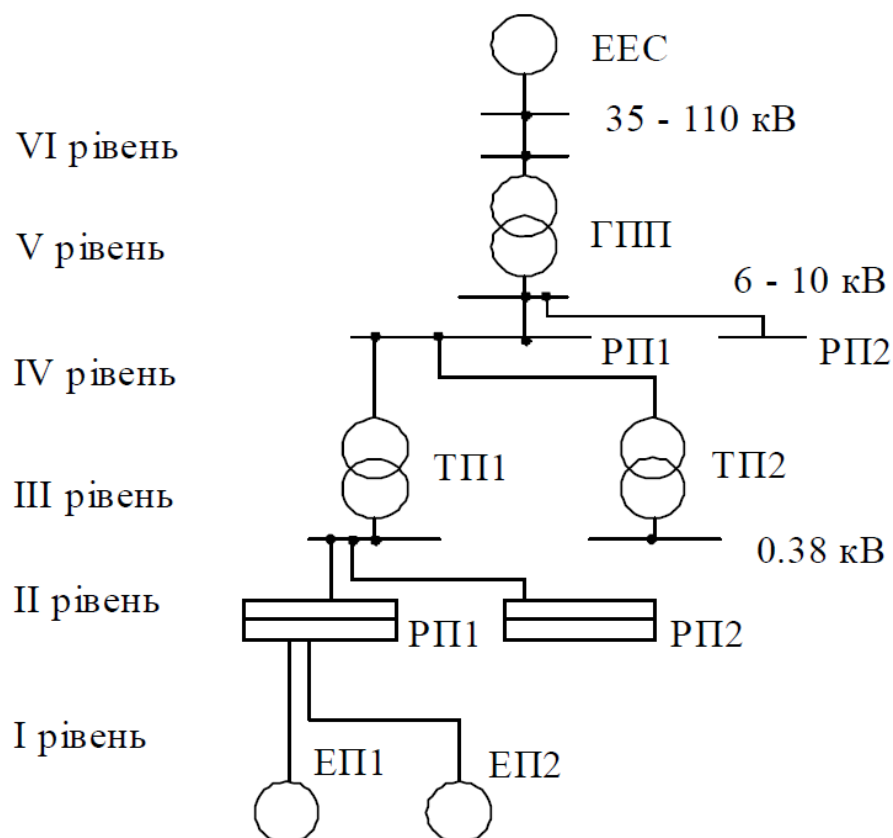 ЕЕС
35 - 110 кВ
VI рівень
ГПП
V рівень
6 - 10 кВ
РП1
РП2
IV рівень
ТП1
ТП2
III рівень
0.38 кВ
II рівень
РП1
РП2
I рівень
ЕП1
ЕП2